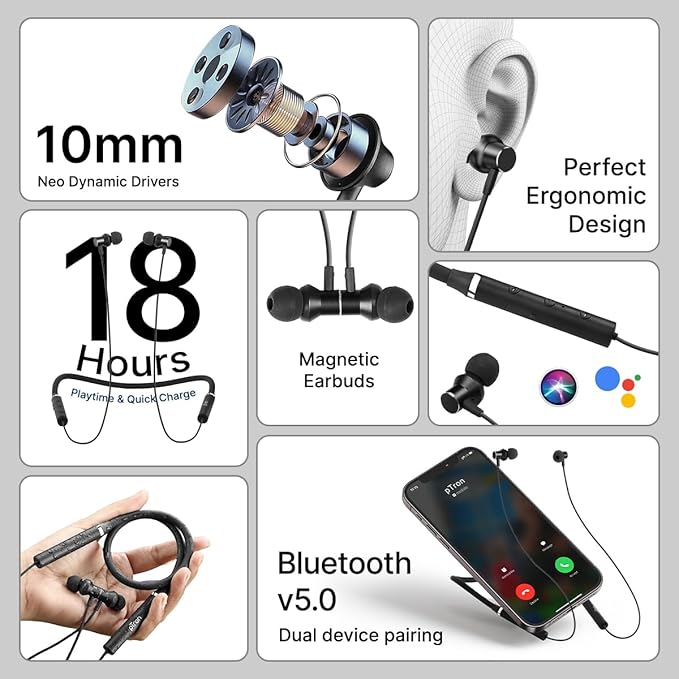 10mm
Neo Dynamic Drivers
Perfect
Ergonomic
Design
18
Hours
Playtime & Quick Charge
Magnetic
Earbuds
pTron
Bluetooth
v5.0
Dual device pairing
pTron